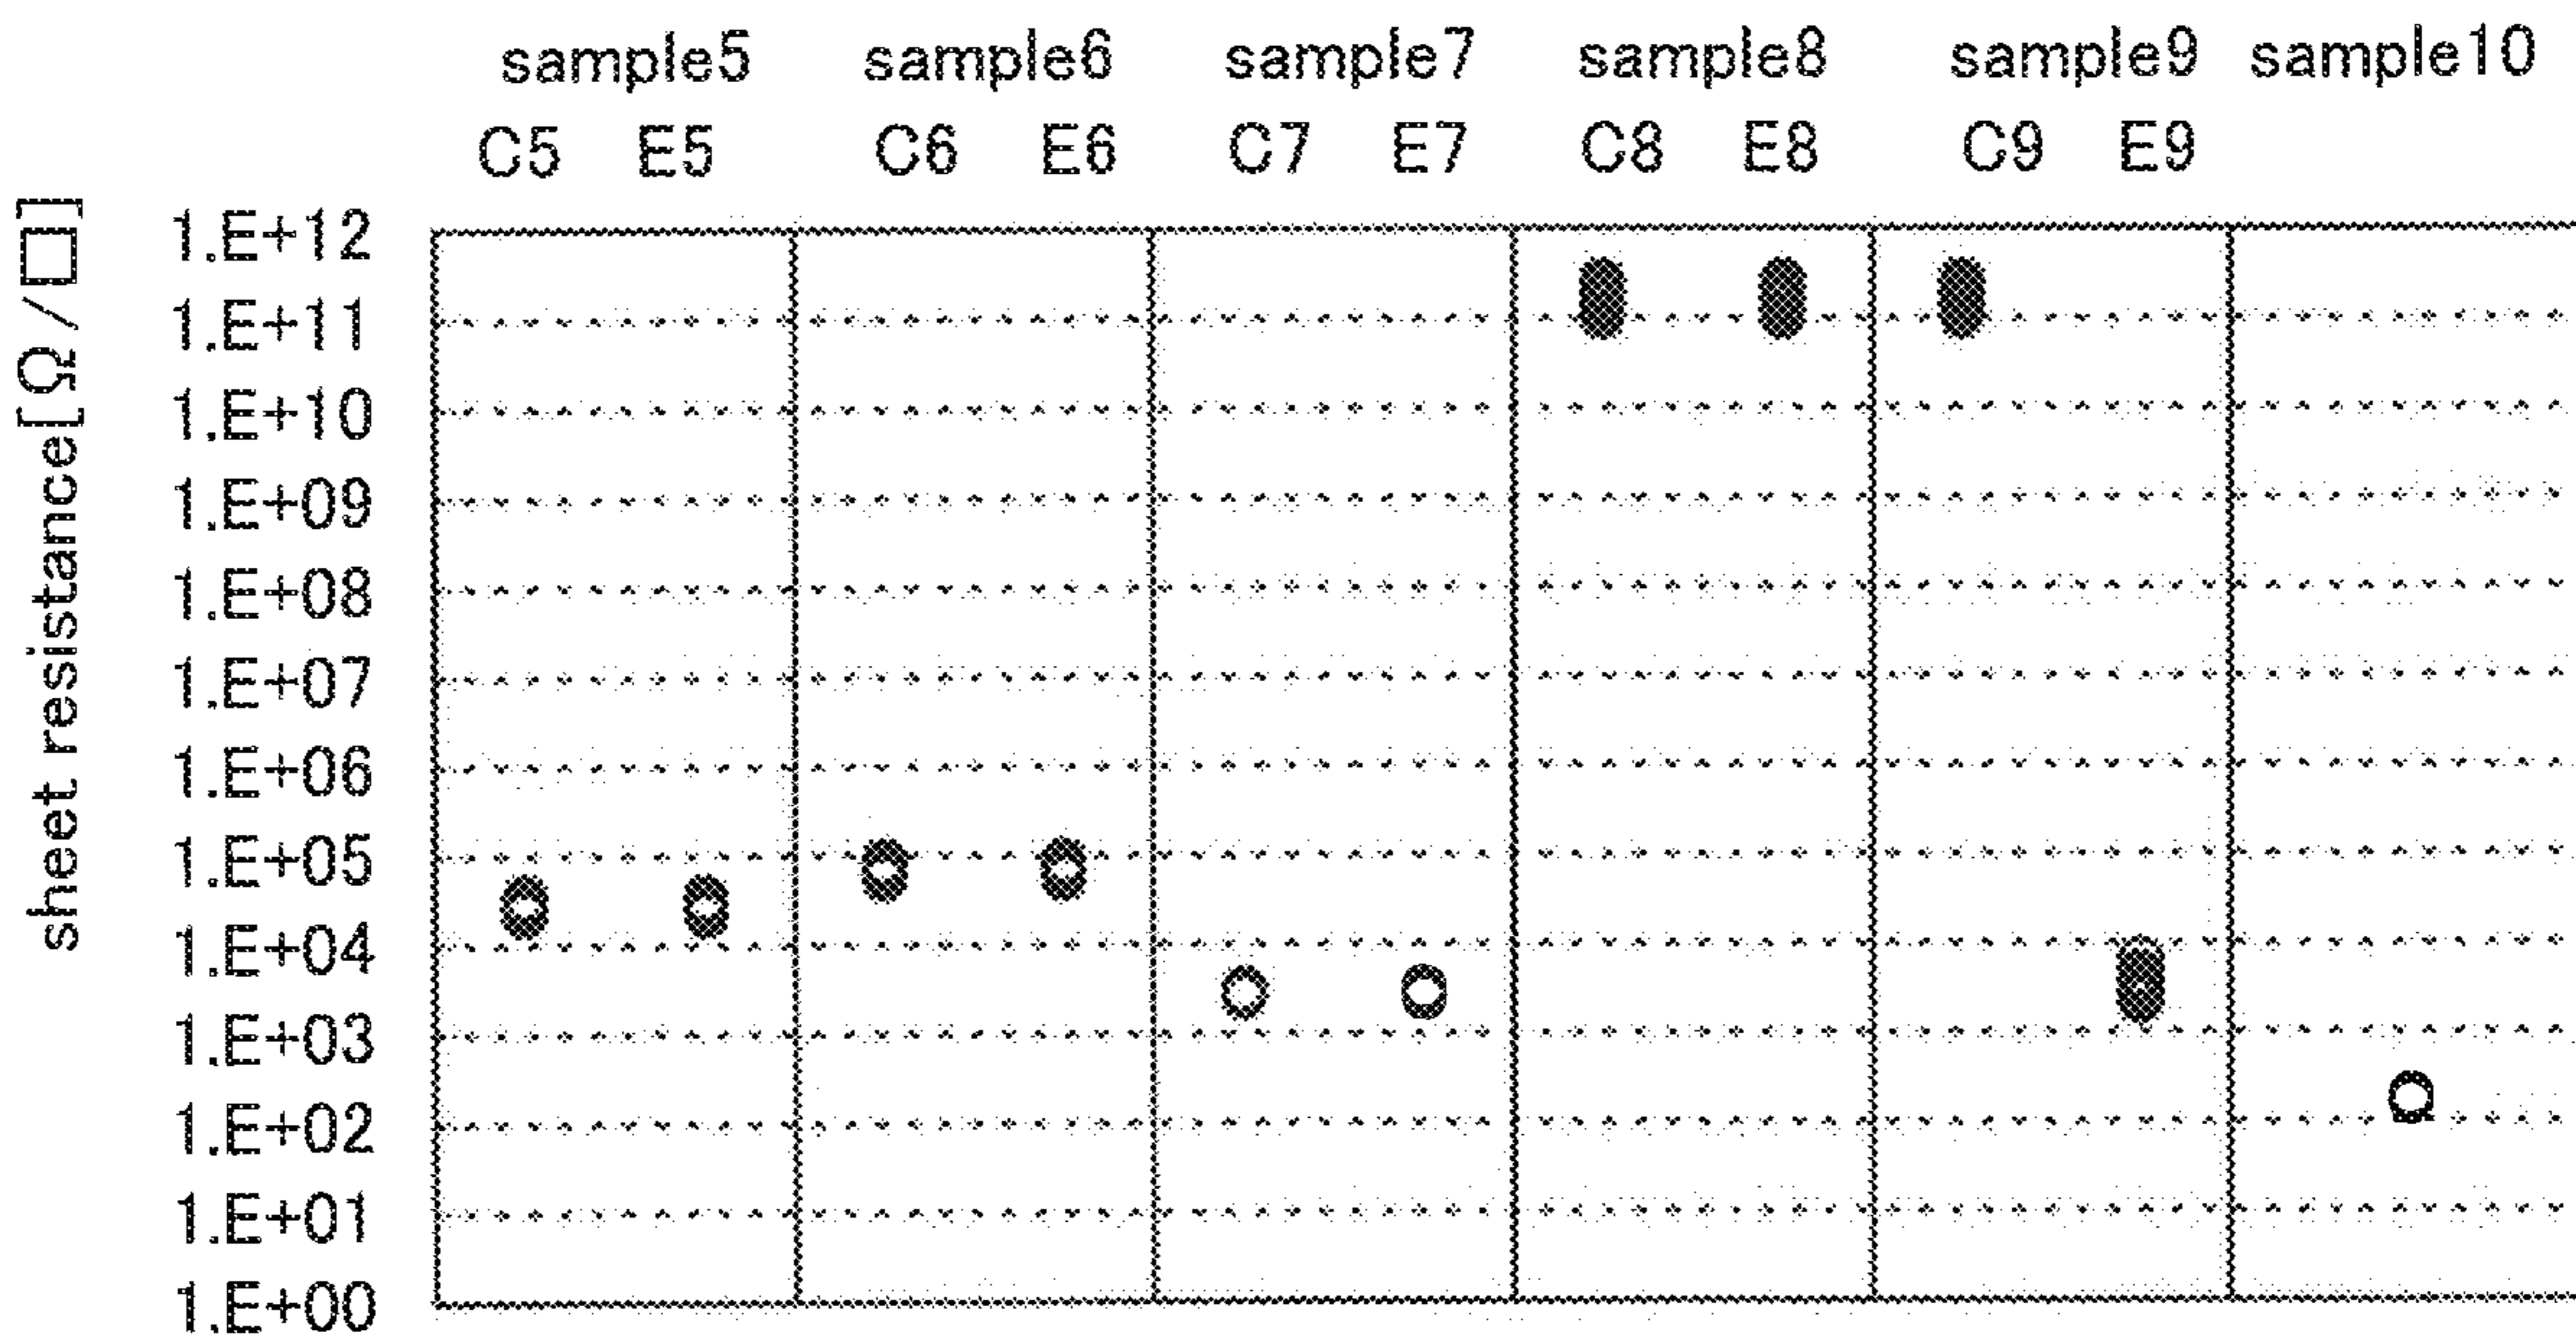 sample5 sample6 sample7 sample8 sample9 sample10
C5 E5 C6 E6 C7 E7 C8 E8 C9 E9
sheet resistance[Ω/□]
1.E+12
1.E+11
1.E+10
1.E+09
1.E+08
1.E+07
1.E+06
1.E+05
1.E+04
1.E+03
1.E+02
1.E+01
1.E+00